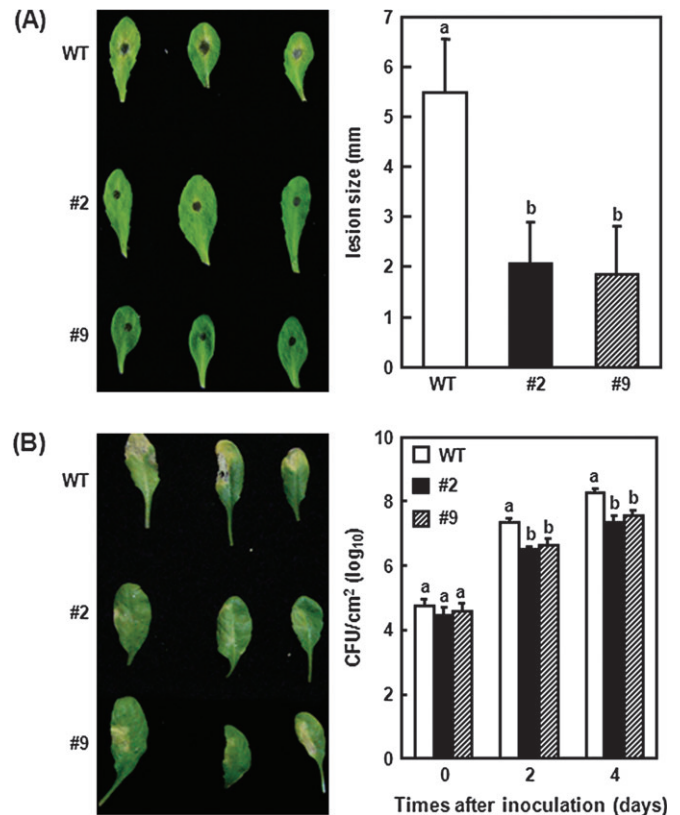 (A)
WT
#2
#9
lesion size (mm
7
6
5
4
3
2
1
0
a
b
b
WT #2 #9
(B)
WT
#2
#9
CFU/cm² (log₁₀)
10
8
6
4
2
0
WT
#2
#9
a a a
a b b
a b b
0 2 4
Times after inoculation (days)